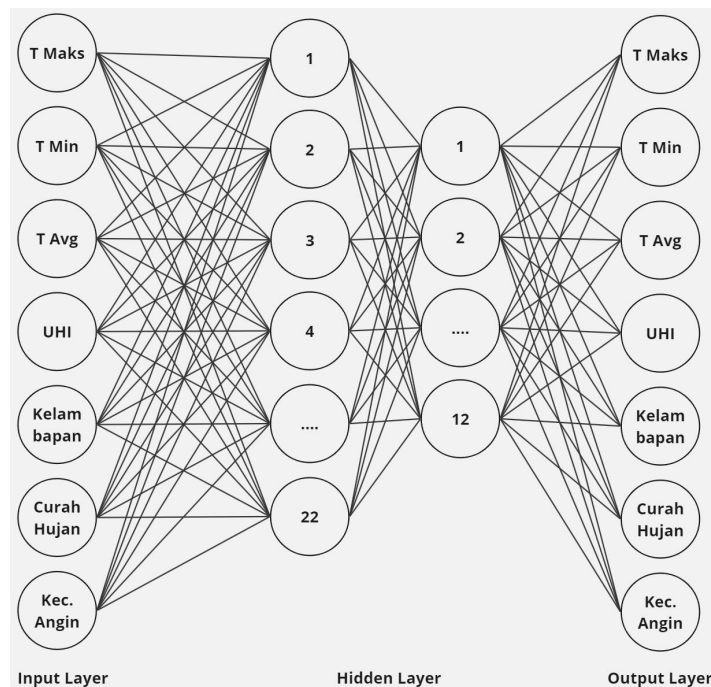 T Maks
T Min
T Avg
UHI
Kelam
bapan
Curah
Hujan
Kec.
Angin
Input Layer
1
2
3
4
....
22
1
2
....
12
Hidden Layer
T Maks
T Min
T Avg
UHI
Kelam
bapan
Curah
Hujan
Kec.
Angin
Output Layer